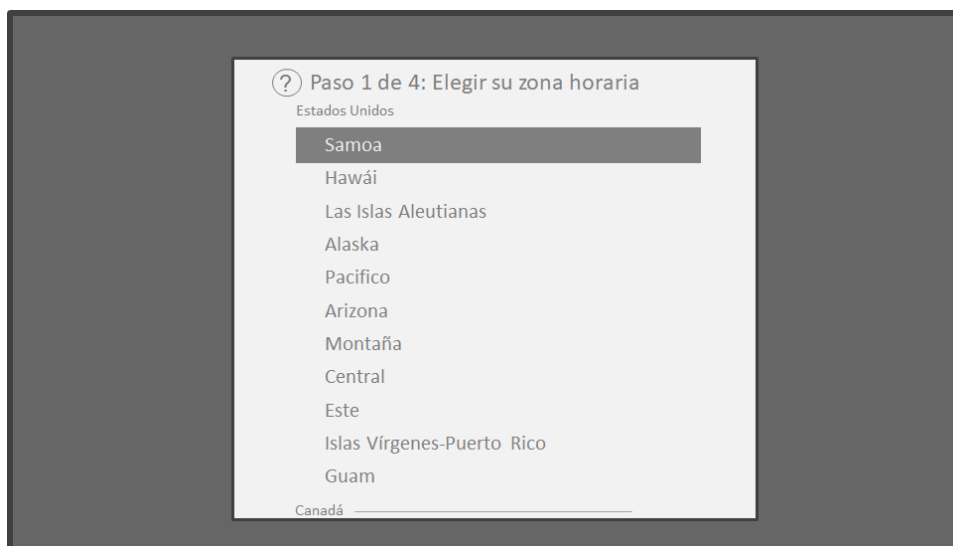 ? Paso 1 de 4: Elegir su zona horaria
Estados Unidos
Samoa
Hawái
Las Islas Aleutianas
Alaska
Pacifico
Arizona
Montaña
Central
Este
Islas Vírgenes-Puerto Rico
Guam
Canadá